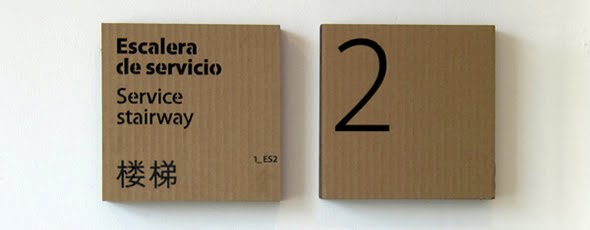 Escalera
de servicio
Service
stairway
楼梯
1_ES2
2